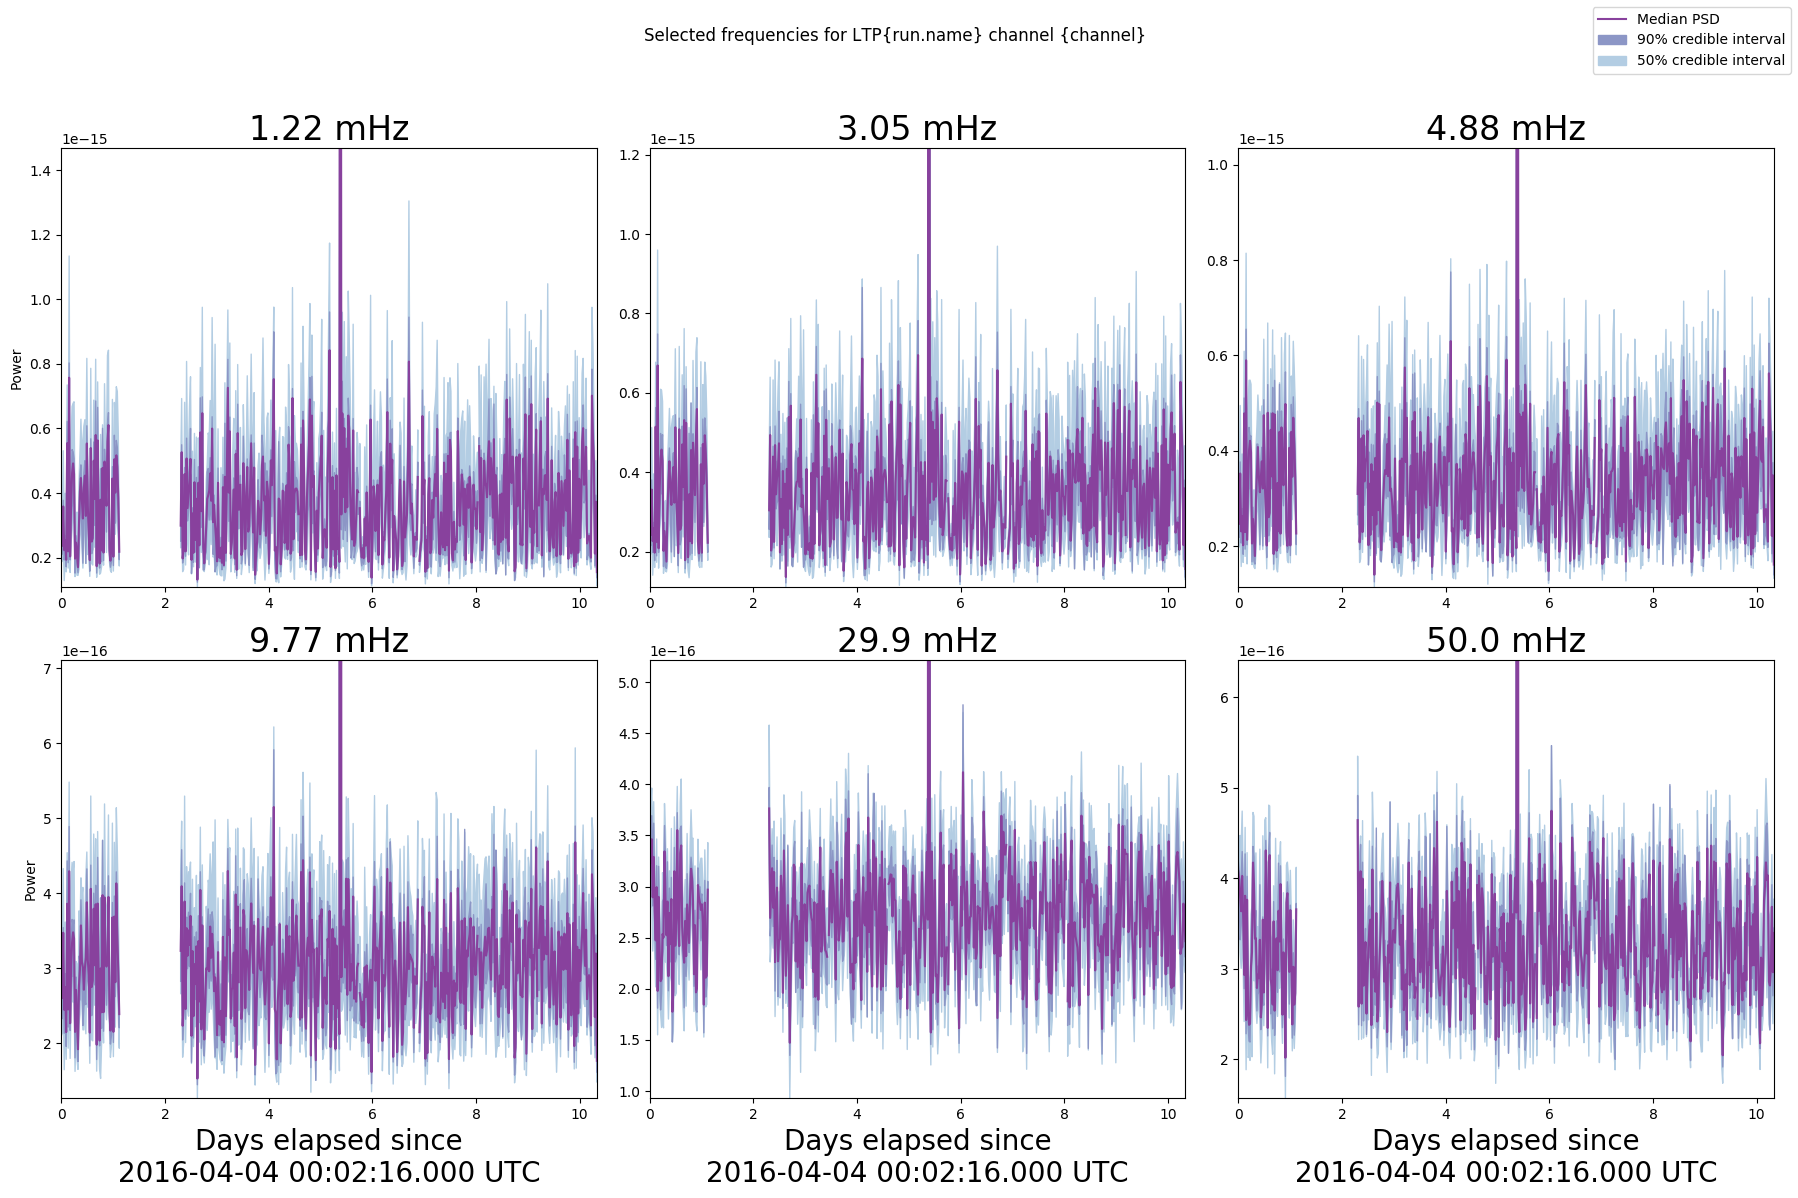 Selected frequencies for LTP{run.name} channel {channel}
Median PSD
90% credible interval
50% credible interval
1.22 mHz
1e−15
1.4
1.2
1.0
0.8
0.6
0.4
0.2
Power
0 2 4 6 8 10
3.05 mHz
1e−15
1.2
1.0
0.8
0.6
0.4
0.2
0 2 4 6 8 10
4.88 mHz
1e−15
1.0
0.8
0.6
0.4
0.2
0 2 4 6 8 10
9.77 mHz
1e−16
7
6
5
4
3
2
Power
0 2 4 6 8 10
Days elapsed since
2016-04-04 00:02:16.000 UTC
29.9 mHz
1e−16
5.0
4.5
4.0
3.5
3.0
2.5
2.0
1.5
1.0
0 2 4 6 8 10
Days elapsed since
2016-04-04 00:02:16.000 UTC
50.0 mHz
1e−16
6
5
4
3
2
0 2 4 6 8 10
Days elapsed since
2016-04-04 00:02:16.000 UTC